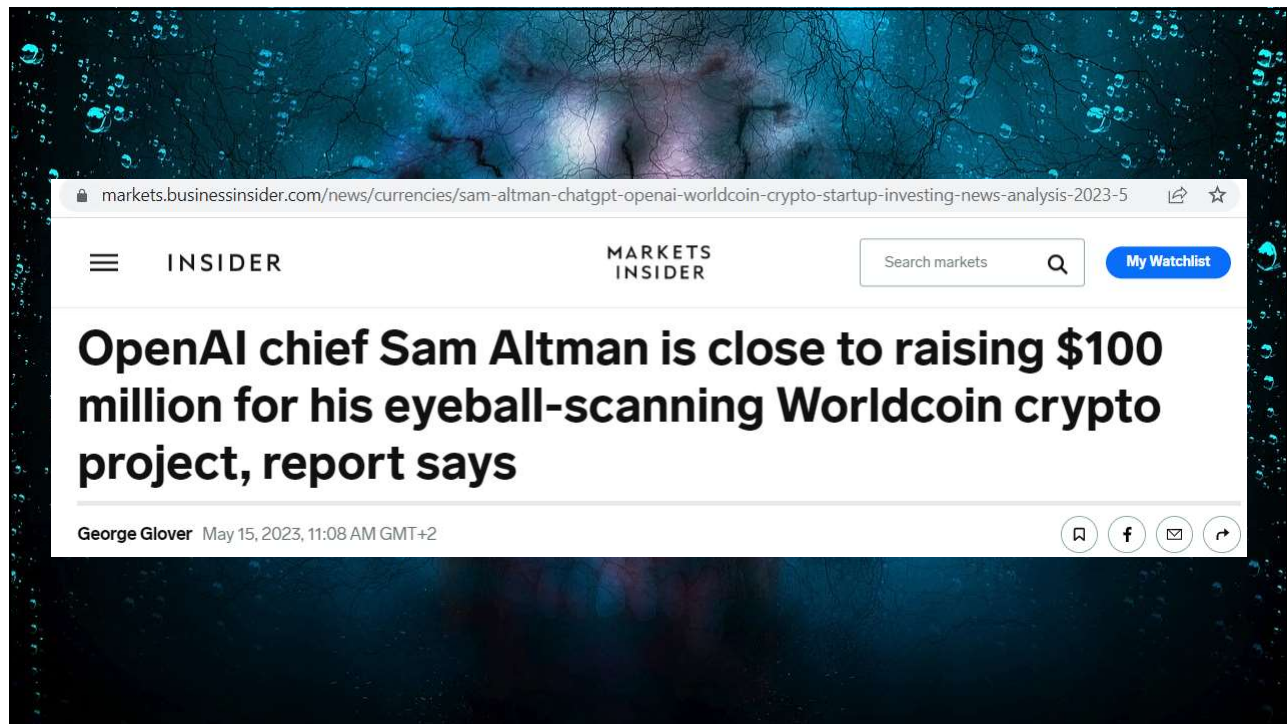 markets.businessinsider.com/news/currencies/sam-altman-chatgpt-openai-worldcoin-crypto-startup-investing-news-analysis-2023-5
INSIDER
MARKETS
INSIDER
Search markets
My Watchlist
OpenAI chief Sam Altman is close to raising $100
million for his eyeball-scanning Worldcoin crypto
project, report says
George Glover May 15, 2023, 11:08 AM GMT+2